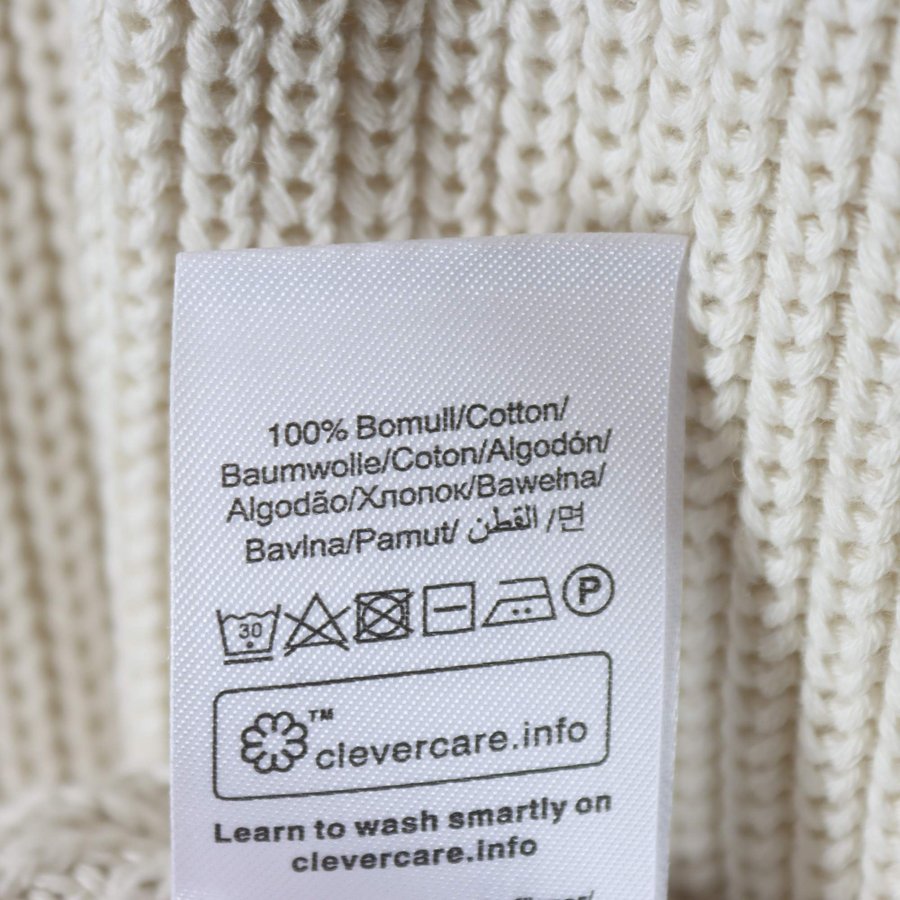 100% Bomull/Cotton/
Baumwolle/Coton/Algodón/
Algodão/Хлопок/Bawełna/
Bavlna/Pamut/ القطن /면
30
P
™
clevercare.info
Learn to wash smartly on
clevercare.info